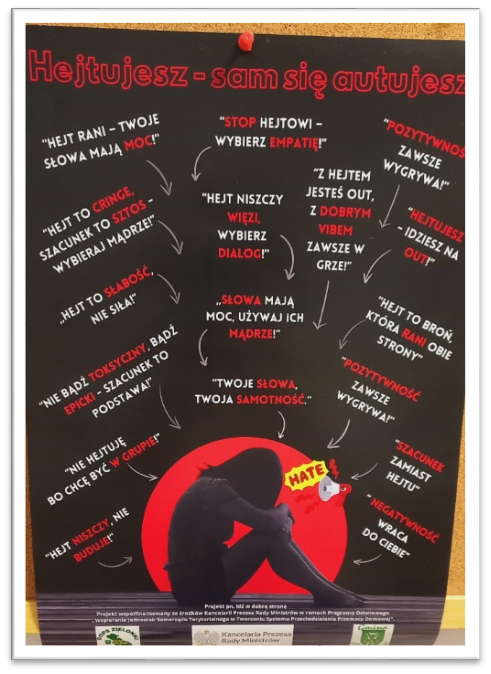 Hejtujesz - sam się autujesz
"HEJT RANI – TWOJE
SŁOWA MAJĄ MOC!"
"STOP HEJTOWI –
WYBIERZ EMPATIĘ!"
"POZYTYWNOŚ
ZAWSZE
WYGRYWA!"
"HEJT TO CRINGE,
SZACUNEK TO SZTOS -
WYBIERAJ MĄDRZE!"
"HEJT NISZCZY
WIĘZI,
WYBIERZ
DIALOG!"
"Z HEJTEM
JESTEŚ OUT,
Z DOBRYM
VIBEM
ZAWSZE W
GRZE!"
"HEJTUJESZ
- IDZIESZ NA
OUT!"
„HEJT TO SŁABOŚĆ,
NIE SIŁA!"
„SŁOWA MAJĄ
MOC, UŻYWAJ ICH
MĄDRZE!"
"HEJT TO BROŃ,
KTÓRA RANI OBIE
STRONY"
"NIE BĄDŹ TOKSYCZNY, BĄDŹ
EPICKI – SZACUNEK TO
PODSTAWA!"
"TWOJE SŁOWA,
TWOJA SAMOTNOŚĆ."
"POZYTYWNOŚĆ
ZAWSZE
WYGRYWA!"
"NIE HEJTUJĘ
BO CHCĘ BYĆ W GRUPIE!"
"SZACUNEK
ZAMIAST
HEJTU"
"HEJT NISZCZY, NIE
BUDUJE!"
"NEGATYWNOŚĆ
WRACA
DO CIEBIE"
HATE
Projekt pn. Idź w dobrą stronę
Projekt współfinansowany ze środków Kancelarii Prezesa Rady Ministrów w ramach Programu Osłonowego
„Wspieranie Jednostek Samorządu Terytorialnego w Tworzeniu Systemu Przeciwdziałania Przemocy Domowej".
Kancelaria Prezesa
Rady Ministrów
Gmina